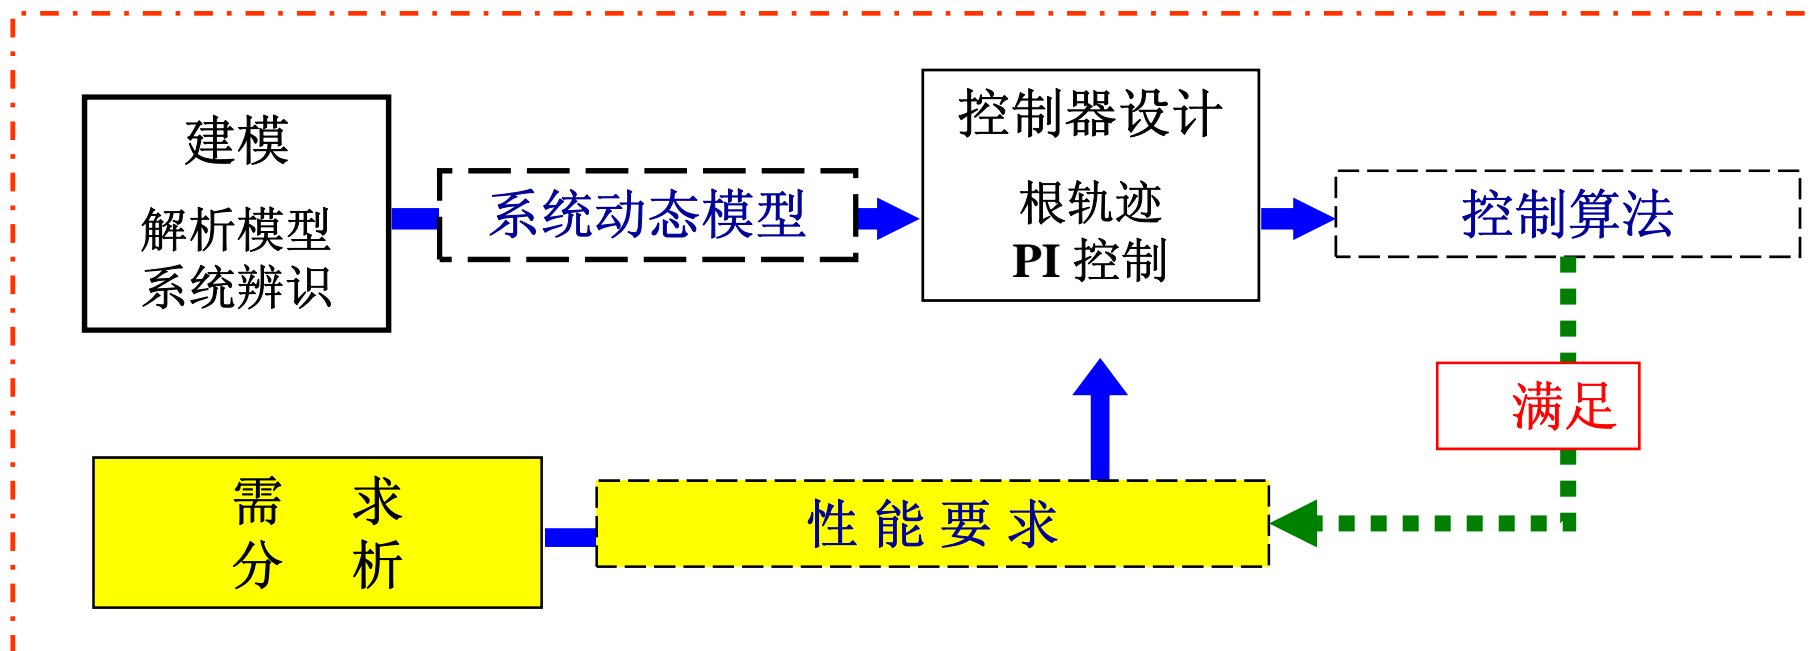 建模
解析模型
系统辨识
系统动态模型
控制器设计
根轨迹
PI 控制
控制算法
满足
需 求
分 析
性 能 要 求